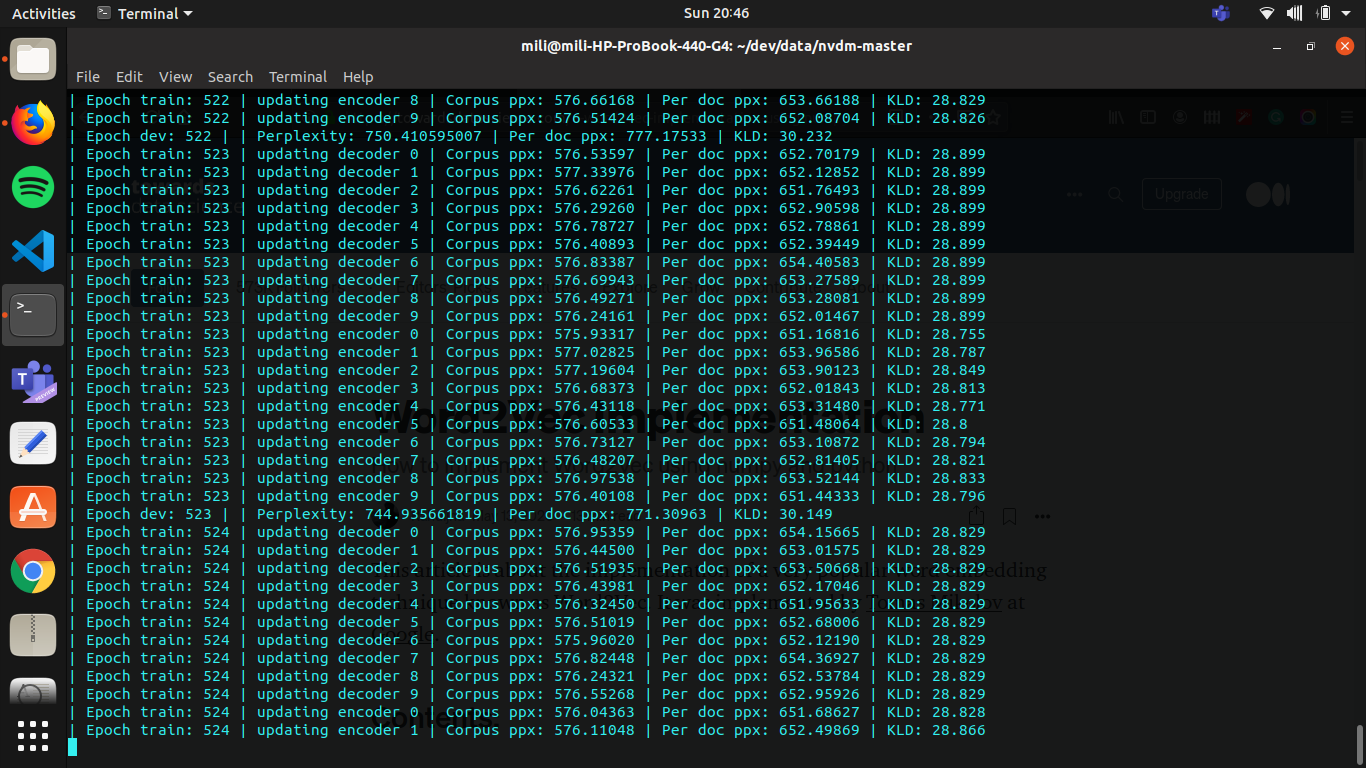 Activities Terminal Sun 20:46
mili@mili-HP-ProBook-440-G4: ~/dev/data/nvdm-master
File Edit View Search Terminal Help
| Epoch train: 522 | updating encoder 8 | Corpus ppx: 576.66168 | Per doc ppx: 653.66188 | KLD: 28.829
| Epoch train: 522 | updating encoder 9 | Corpus ppx: 576.51424 | Per doc ppx: 652.08704 | KLD: 28.826
| Epoch dev: 522 | | Perplexity: 750.410595007 | Per doc ppx: 777.17533 | KLD: 30.232
| Epoch train: 523 | updating decoder 0 | Corpus ppx: 576.53597 | Per doc ppx: 652.70179 | KLD: 28.899
| Epoch train: 523 | updating decoder 1 | Corpus ppx: 577.33976 | Per doc ppx: 652.12852 | KLD: 28.899
| Epoch train: 523 | updating decoder 2 | Corpus ppx: 576.62261 | Per doc ppx: 651.76493 | KLD: 28.899
| Epoch train: 523 | updating decoder 3 | Corpus ppx: 576.29260 | Per doc ppx: 652.90598 | KLD: 28.899
| Epoch train: 523 | updating decoder 4 | Corpus ppx: 576.78727 | Per doc ppx: 652.78861 | KLD: 28.899
| Epoch train: 523 | updating decoder 5 | Corpus ppx: 576.40893 | Per doc ppx: 652.39449 | KLD: 28.899
| Epoch train: 523 | updating decoder 6 | Corpus ppx: 576.83387 | Per doc ppx: 654.40583 | KLD: 28.899
| Epoch train: 523 | updating decoder 7 | Corpus ppx: 576.69943 | Per doc ppx: 653.27589 | KLD: 28.899
| Epoch train: 523 | updating decoder 8 | Corpus ppx: 576.49271 | Per doc ppx: 653.28081 | KLD: 28.899
| Epoch train: 523 | updating decoder 9 | Corpus ppx: 576.24161 | Per doc ppx: 652.01467 | KLD: 28.899
| Epoch train: 523 | updating encoder 0 | Corpus ppx: 575.93317 | Per doc ppx: 651.16816 | KLD: 28.755
| Epoch train: 523 | updating encoder 1 | Corpus ppx: 577.02825 | Per doc ppx: 653.96586 | KLD: 28.787
| Epoch train: 523 | updating encoder 2 | Corpus ppx: 577.19604 | Per doc ppx: 653.90123 | KLD: 28.849
| Epoch train: 523 | updating encoder 3 | Corpus ppx: 576.68373 | Per doc ppx: 652.01843 | KLD: 28.813
| Epoch train: 523 | updating encoder 4 | Corpus ppx: 576.43118 | Per doc ppx: 653.31480 | KLD: 28.771
| Epoch train: 523 | updating encoder 5 | Corpus ppx: 576.60533 | Per doc ppx: 651.48064 | KLD: 28.8
| Epoch train: 523 | updating encoder 6 | Corpus ppx: 576.73127 | Per doc ppx: 653.10872 | KLD: 28.794
| Epoch train: 523 | updating encoder 7 | Corpus ppx: 576.48207 | Per doc ppx: 652.81405 | KLD: 28.821
| Epoch train: 523 | updating encoder 8 | Corpus ppx: 576.97538 | Per doc ppx: 653.52144 | KLD: 28.833
| Epoch train: 523 | updating encoder 9 | Corpus ppx: 576.40108 | Per doc ppx: 651.44333 | KLD: 28.796
| Epoch dev: 523 | | Perplexity: 744.935661819 | Per doc ppx: 771.30963 | KLD: 30.149
| Epoch train: 524 | updating decoder 0 | Corpus ppx: 576.95359 | Per doc ppx: 654.15665 | KLD: 28.829
| Epoch train: 524 | updating decoder 1 | Corpus ppx: 576.44500 | Per doc ppx: 653.01575 | KLD: 28.829
| Epoch train: 524 | updating decoder 2 | Corpus ppx: 576.51935 | Per doc ppx: 653.50668 | KLD: 28.829
| Epoch train: 524 | updating decoder 3 | Corpus ppx: 576.43981 | Per doc ppx: 652.17046 | KLD: 28.829
| Epoch train: 524 | updating decoder 4 | Corpus ppx: 576.32450 | Per doc ppx: 651.95633 | KLD: 28.829
| Epoch train: 524 | updating decoder 5 | Corpus ppx: 576.51019 | Per doc ppx: 652.68006 | KLD: 28.829
| Epoch train: 524 | updating decoder 6 | Corpus ppx: 575.96020 | Per doc ppx: 652.12190 | KLD: 28.829
| Epoch train: 524 | updating decoder 7 | Corpus ppx: 576.82448 | Per doc ppx: 654.36927 | KLD: 28.829
| Epoch train: 524 | updating decoder 8 | Corpus ppx: 576.24321 | Per doc ppx: 652.53784 | KLD: 28.829
| Epoch train: 524 | updating decoder 9 | Corpus ppx: 576.55268 | Per doc ppx: 652.95926 | KLD: 28.829
| Epoch train: 524 | updating encoder 0 | Corpus ppx: 576.04363 | Per doc ppx: 651.68627 | KLD: 28.828
| Epoch train: 524 | updating encoder 1 | Corpus ppx: 576.11048 | Per doc ppx: 652.49869 | KLD: 28.866
Upgrade